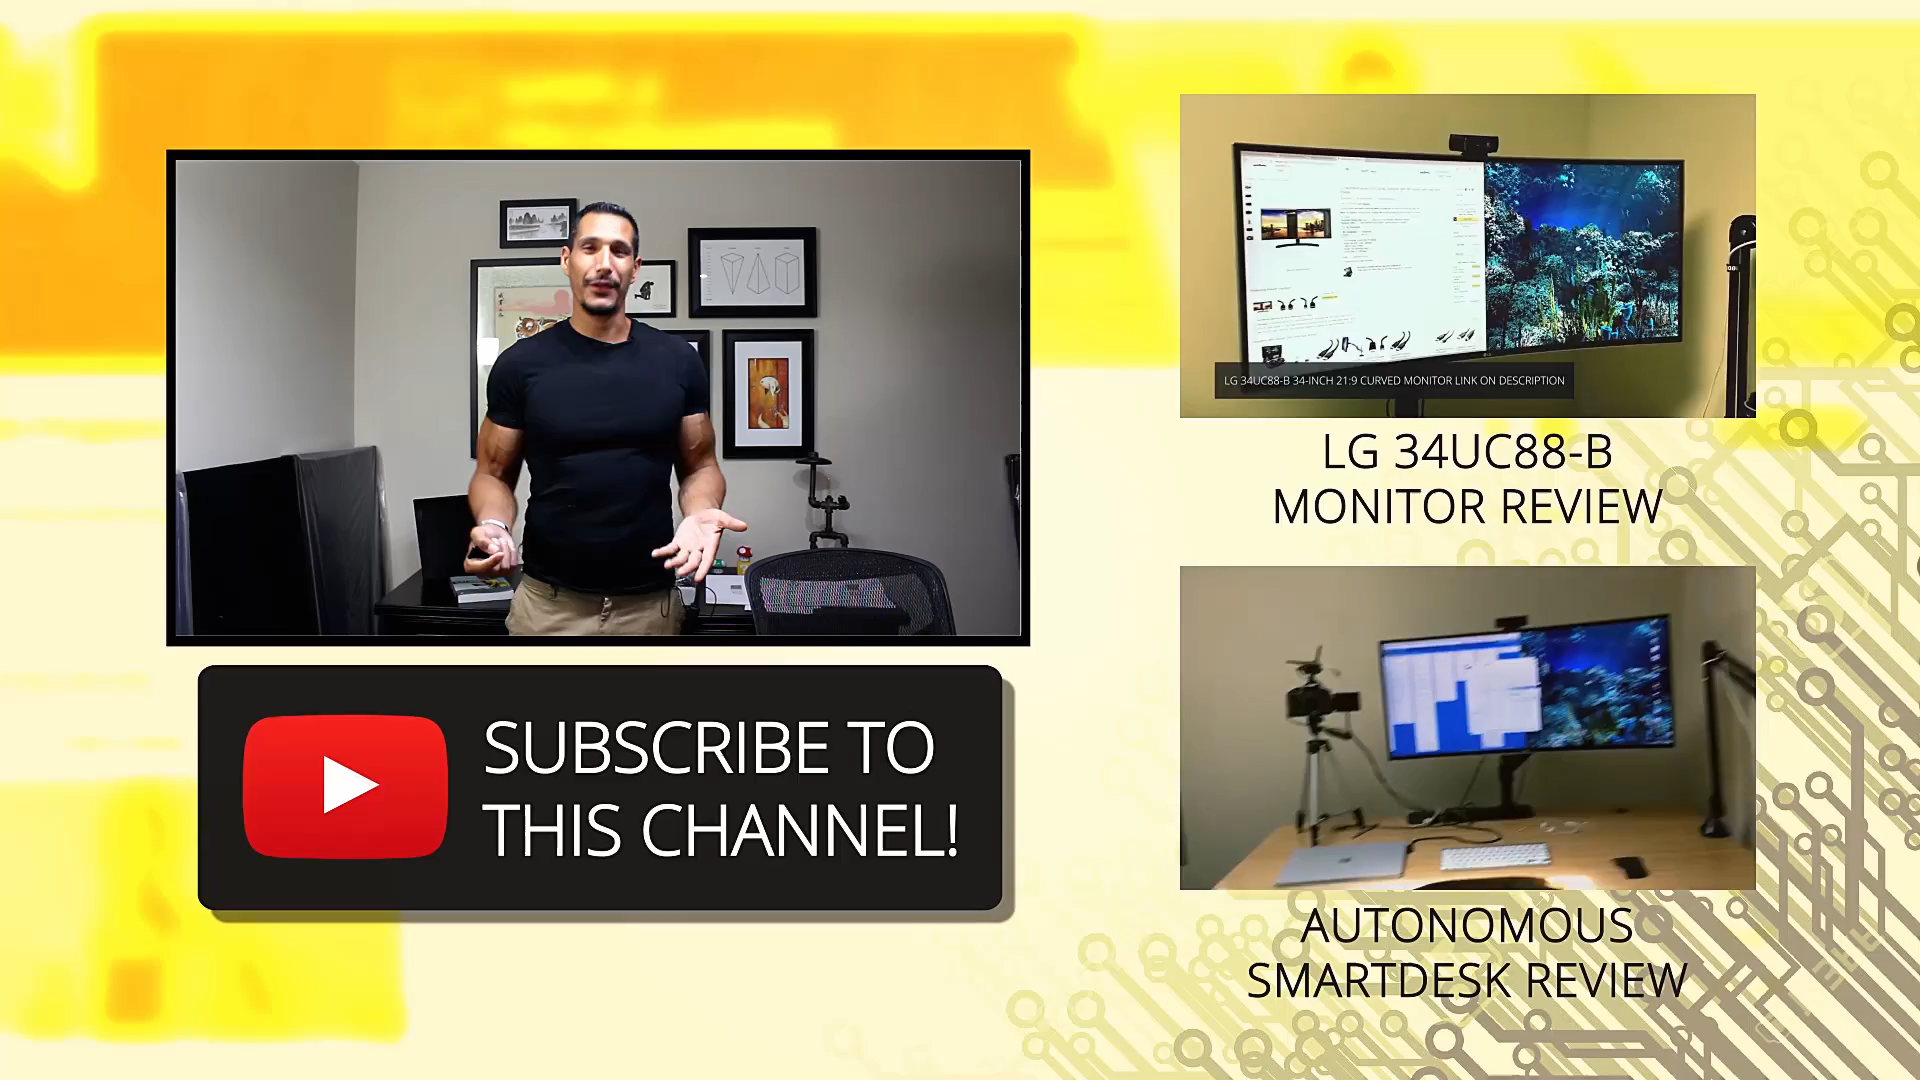 SUBSCRIBE TO
THIS CHANNEL!
LG 34UC88-B 34-INCH 21:9 CURVED MONITOR LINK ON DESCRIPTION
LG 34UC88-B
MONITOR REVIEW
AUTONOMOUS
SMARTDESK REVIEW